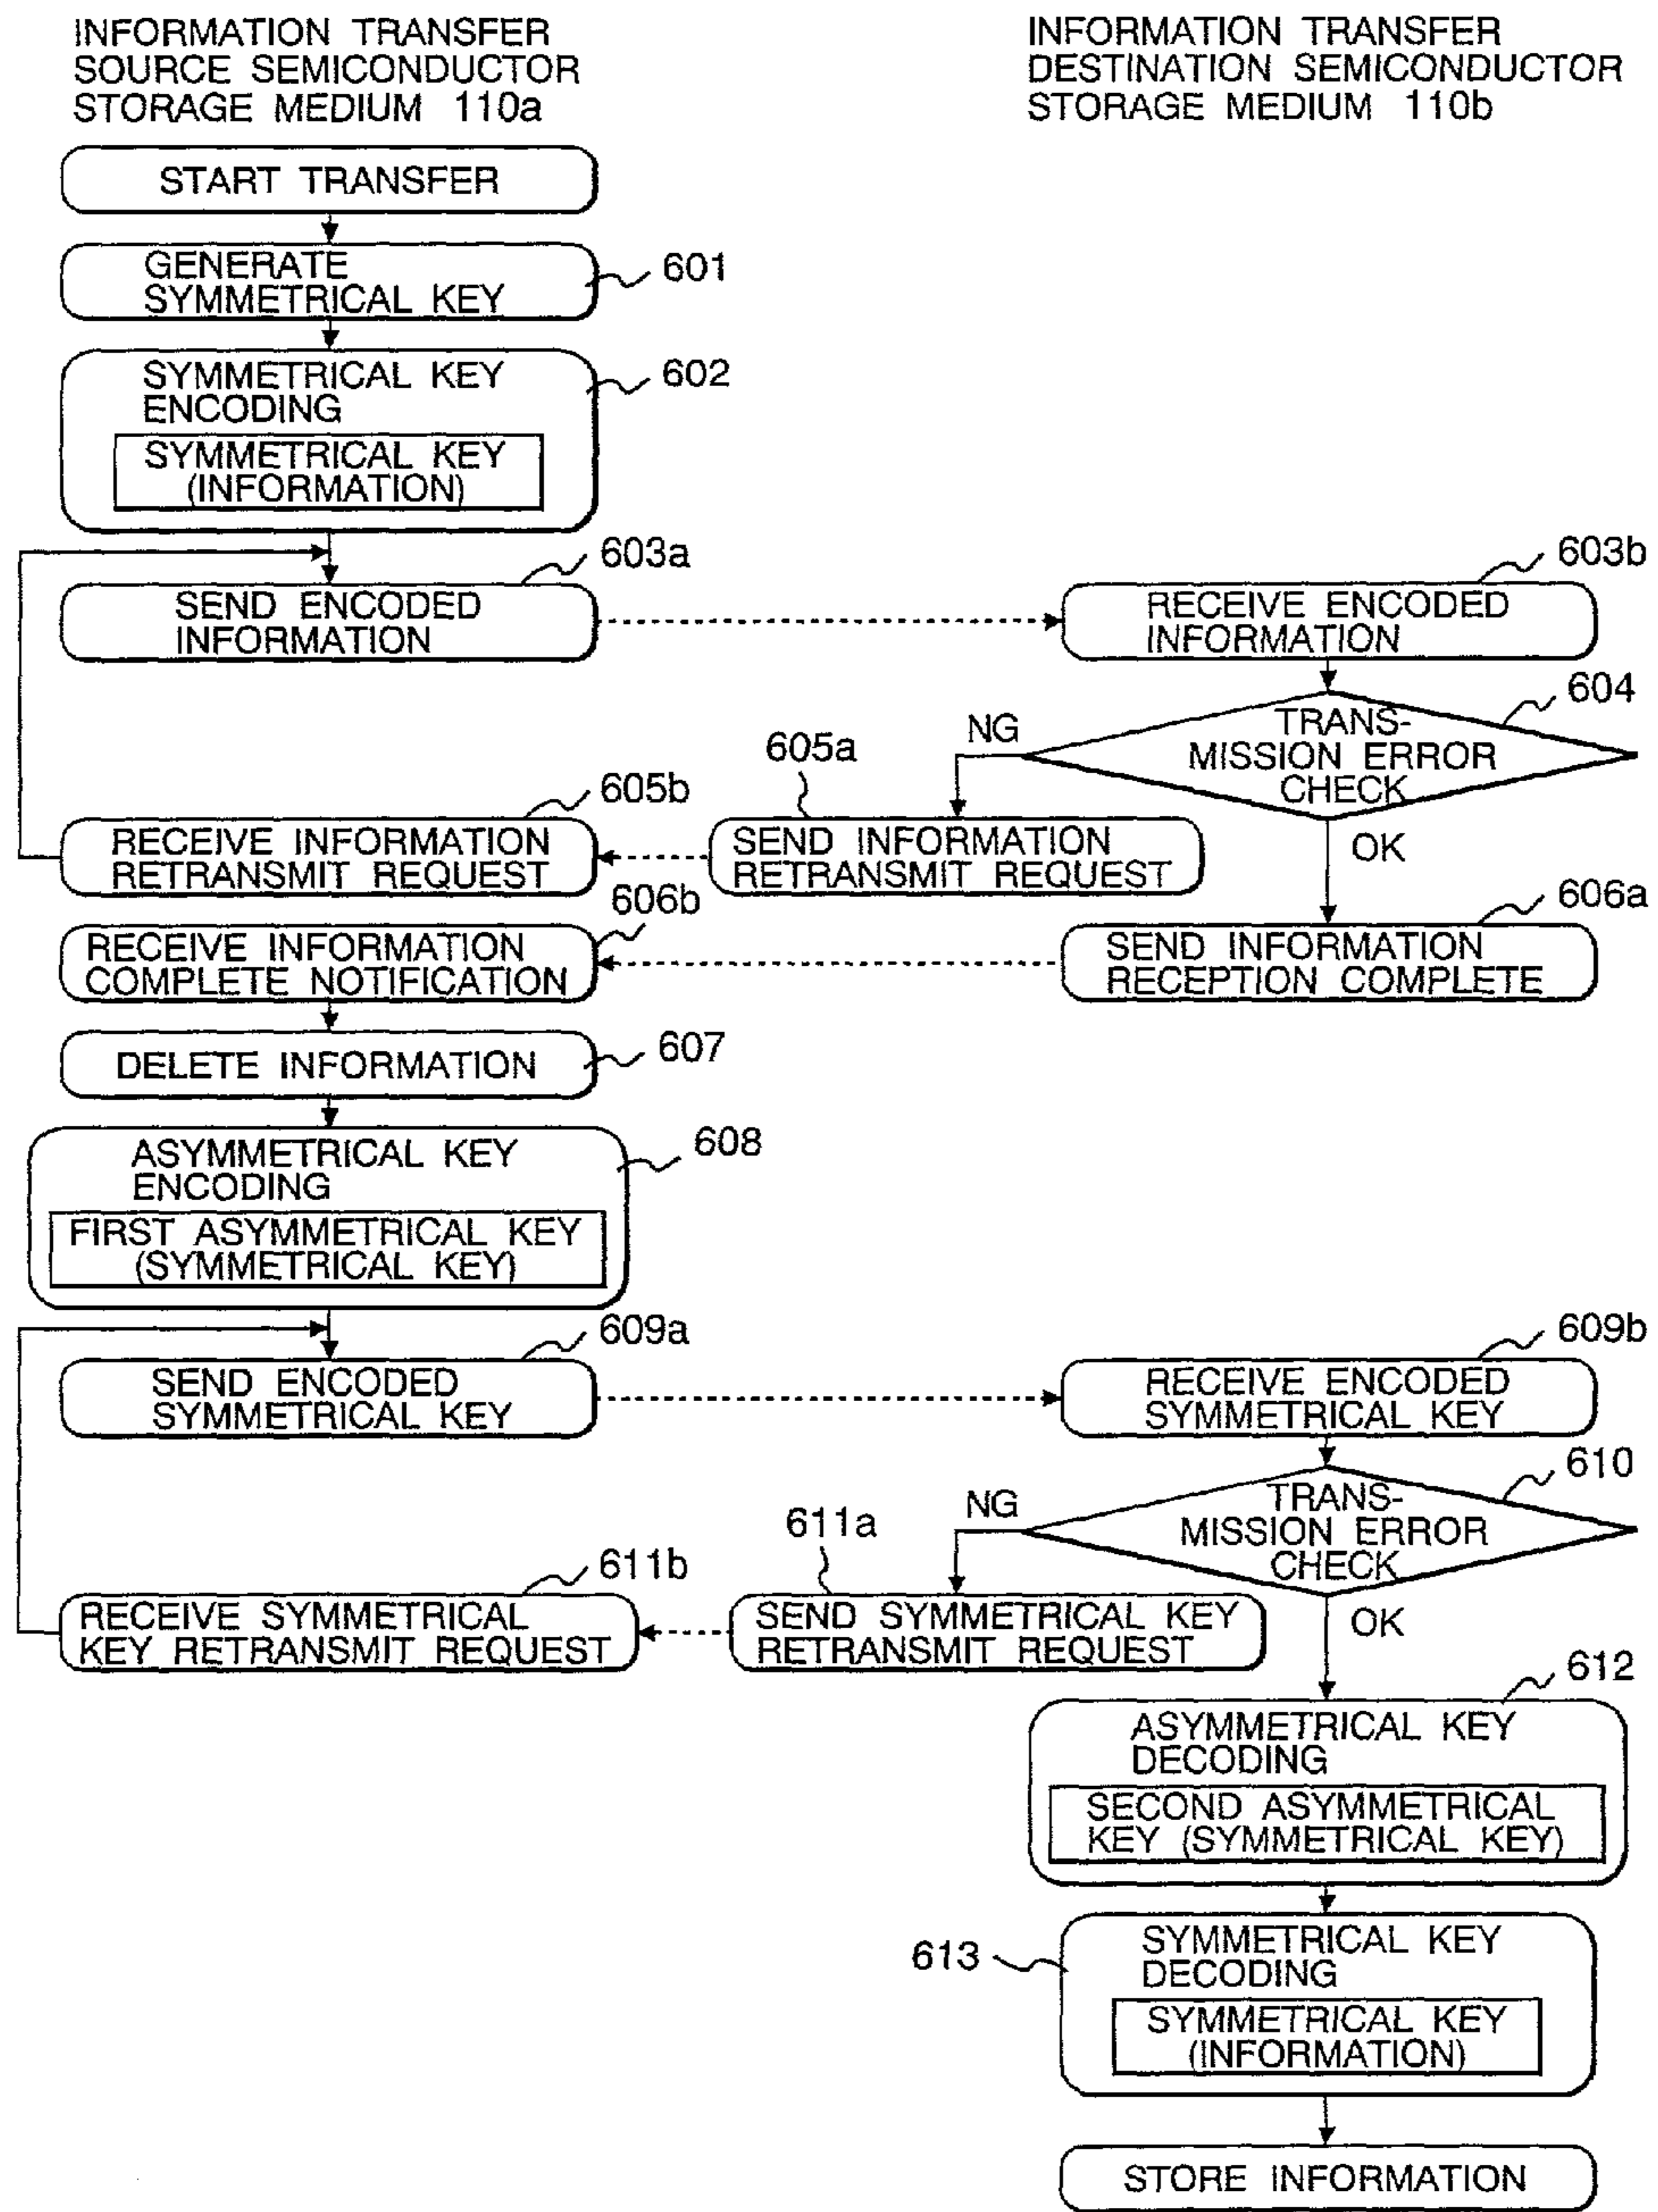 INFORMATION TRANSFER
SOURCE SEMICONDUCTOR
STORAGE MEDIUM 110a
INFORMATION TRANSFER
DESTINATION SEMICONDUCTOR
STORAGE MEDIUM 110b
START TRANSFER
GENERATE
SYMMETRICAL KEY
601
SYMMETRICAL KEY
ENCODING
602
SYMMETRICAL KEY
(INFORMATION)
603a
SEND ENCODED
INFORMATION
603b
RECEIVE ENCODED
INFORMATION
604
TRANS-
MISSION ERROR
CHECK
NG
OK
605a
SEND INFORMATION
RETRANSMIT REQUEST
605b
RECEIVE INFORMATION
RETRANSMIT REQUEST
606a
SEND INFORMATION
RECEPTION COMPLETE
606b
RECEIVE INFORMATION
COMPLETE NOTIFICATION
DELETE INFORMATION
607
ASYMMETRICAL KEY
ENCODING
608
FIRST ASYMMETRICAL KEY
(SYMMETRICAL KEY)
609a
SEND ENCODED
SYMMETRICAL KEY
609b
RECEIVE ENCODED
SYMMETRICAL KEY
610
TRANS-
MISSION ERROR
CHECK
NG
OK
611a
SEND SYMMETRICAL KEY
RETRANSMIT REQUEST
611b
RECEIVE SYMMETRICAL
KEY RETRANSMIT REQUEST
612
ASYMMETRICAL KEY
DECODING
SECOND ASYMMETRICAL
KEY (SYMMETRICAL KEY)
613
SYMMETRICAL KEY
DECODING
SYMMETRICAL KEY
(INFORMATION)
STORE INFORMATION